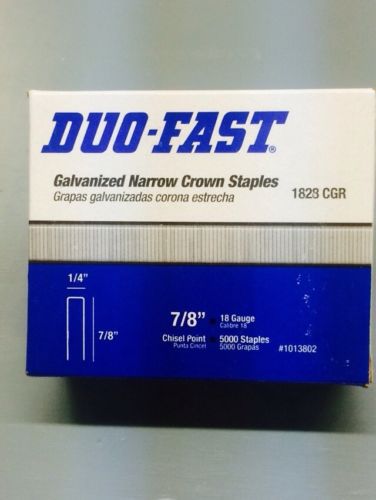 DUO-FAST®
Galvanized Narrow Crown Staples
Grapas galvanizadas corona estrecha
1828 CGR
1/4"
7/8"
7/8"
18 Gauge
Calibre 18
Chisel Point
Punta Cincel
5000 Staples
5000 Grapas
#1013802